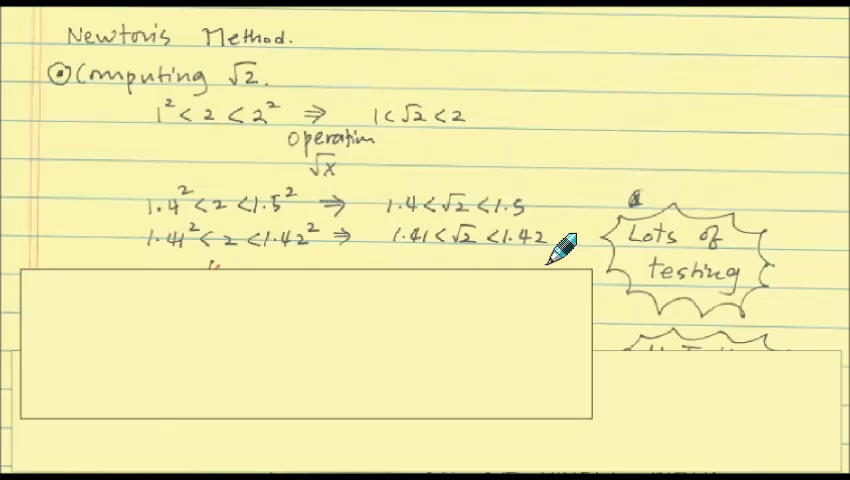 Newton's Method.
⊙ Computing √2.
1² < 2 < 2² ⇒ 1 < √2 < 2
Operation
√x
1.4² < 2 < 1.5² ⇒ 1.4 < √2 < 1.5
1.41² < 2 < 1.42² ⇒ 1.41 < √2 < 1.42
Lots of
testing